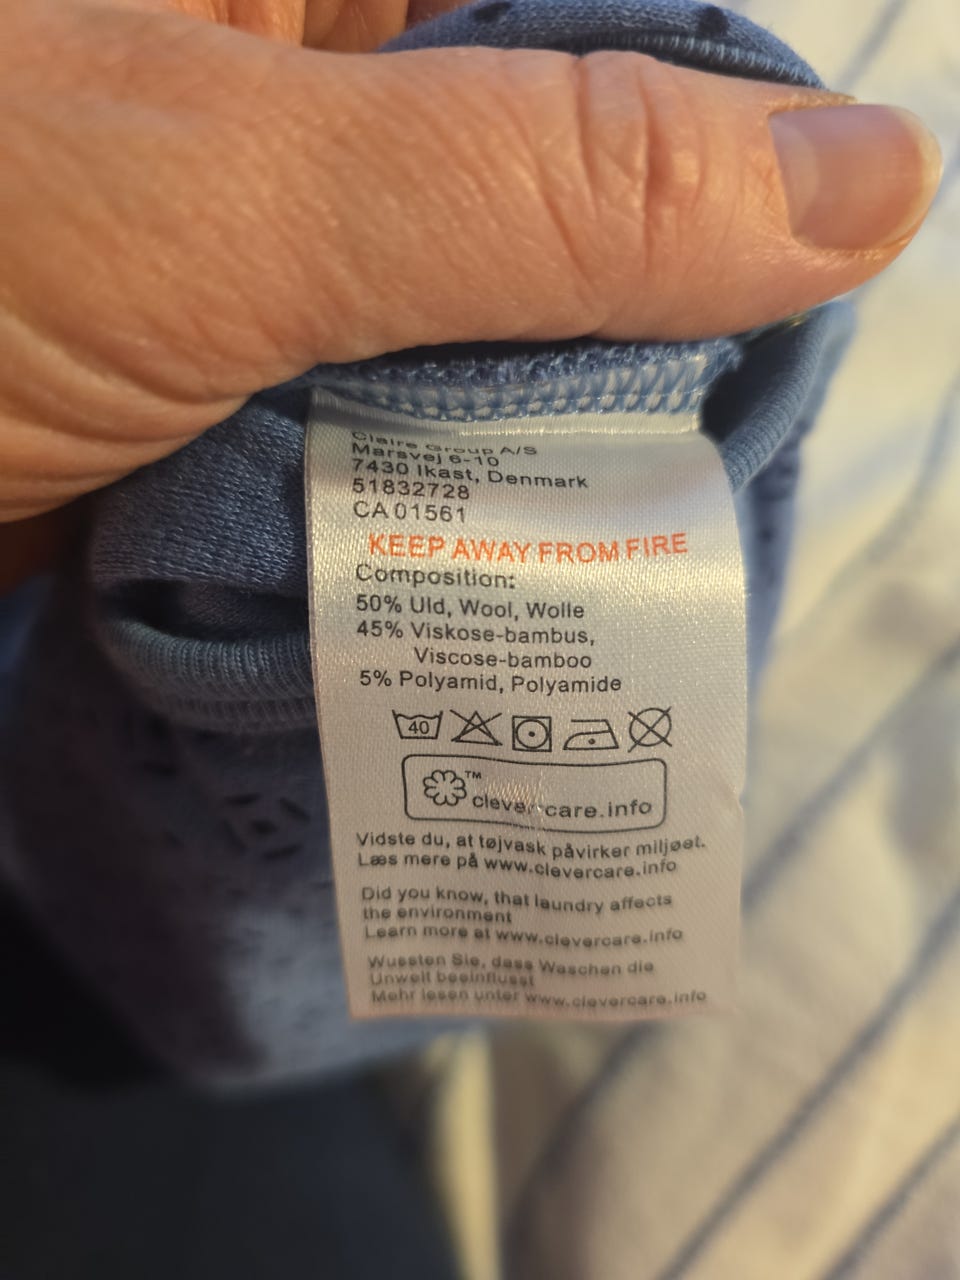 Claire Group A/S
Marsvej 6-10
7430 Ikast, Denmark
51832728
CA 01561
KEEP AWAY FROM FIRE
Composition:
50% Uld, Wool, Wolle
45% Viskose-bambus,
Viscose-bamboo
5% Polyamid, Polyamide
40
™
clevercare.info
Vidste du, at tøjvask påvirker miljøet.
Læs mere på www.clevercare.info
Did you know, that laundry affects
the environment
Learn more at www.clevercare.info
Wussten Sie, dass Waschen die
Umwelt beeinflusst
Mehr lesen unter www.clevercare.info